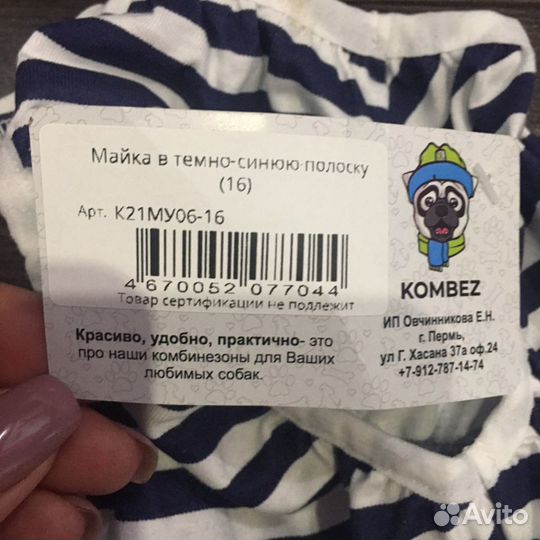 Майка в темно-синюю полоску
(16)
Арт. К21МУ06-16
4 670052 077044
Товар сертификации не подлежит
Красиво, удобно, практично- это
про наши комбинезоны для Ваших
любимых собак.
KOMBEZ
ИП Овчинникова Е.Н.
г. Пермь,
ул Г. Хасана 37а оф.24
+7-912-787-14-74
Avito